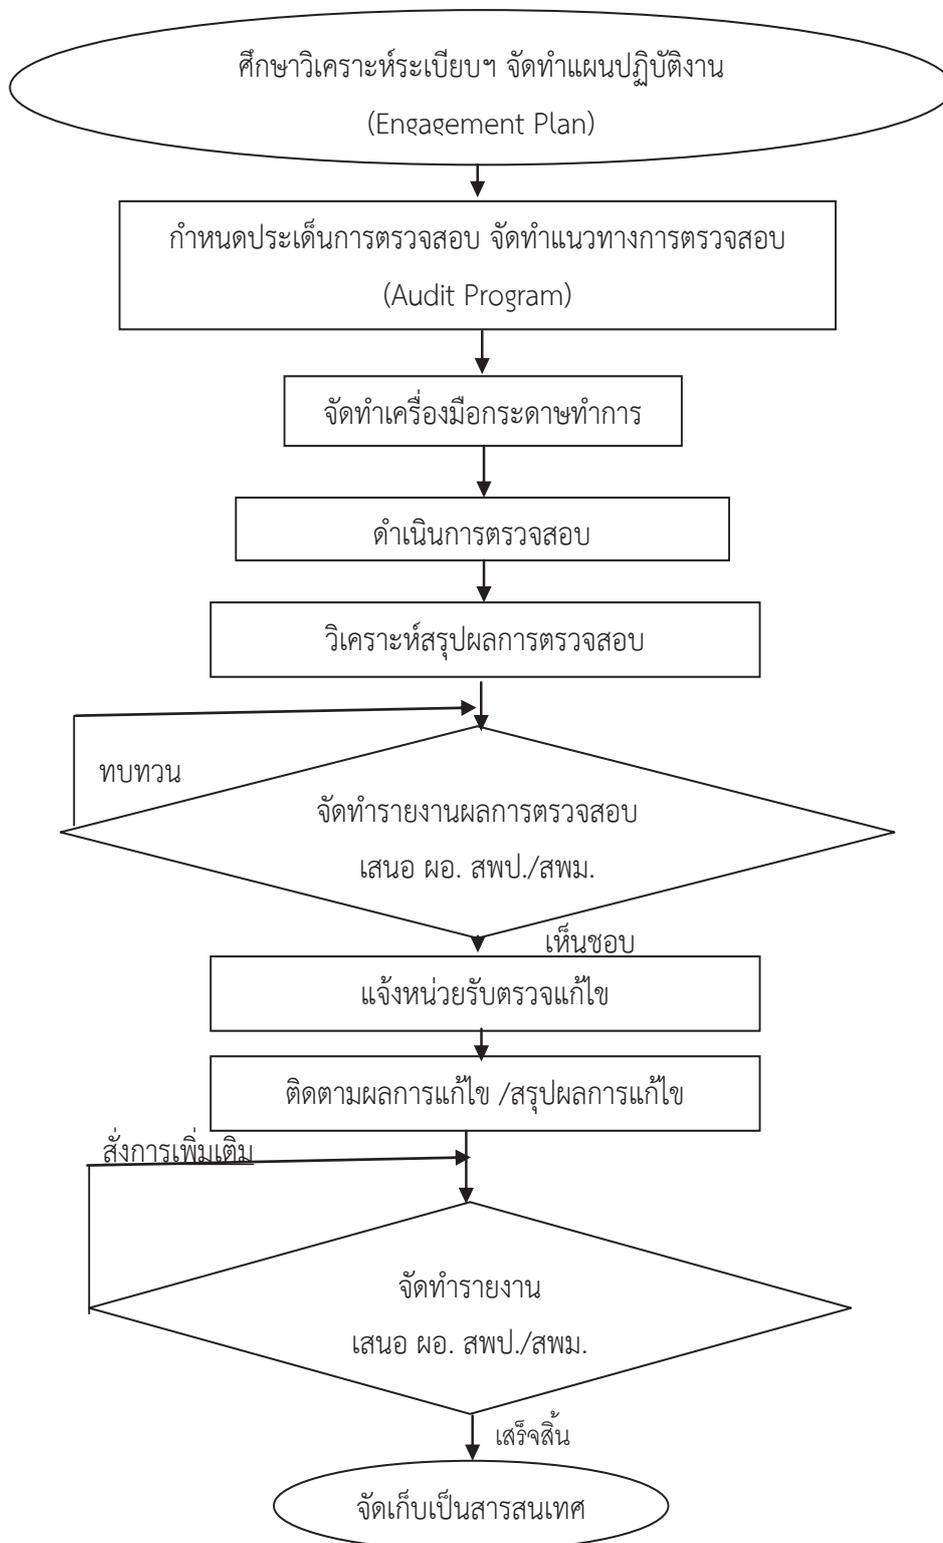 ศึกษาวิเคราะห์ระเบียบฯ จัดทำแผนปฏิบัติงาน
(Engagement Plan)
กำหนดประเด็นการตรวจสอบ จัดทำแนวทางการตรวจสอบ
(Audit Program)
จัดทำเครื่องมือกระดาษทำการ
ดำเนินการตรวจสอบ
วิเคราะห์สรุปผลการตรวจสอบ
ทบทวน
จัดทำรายงานผลการตรวจสอบ
เสนอ ผอ. สพป./สพม.
เห็นชอบ
แจ้งหน่วยรับตรวจแก้ไข
ติดตามผลการแก้ไข /สรุปผลการแก้ไข
สั่งการเพิ่มเติม
จัดทำรายงาน
เสนอ ผอ. สพป./สพม.
เสร็จสิ้น
จัดเก็บเป็นสารสนเทศ